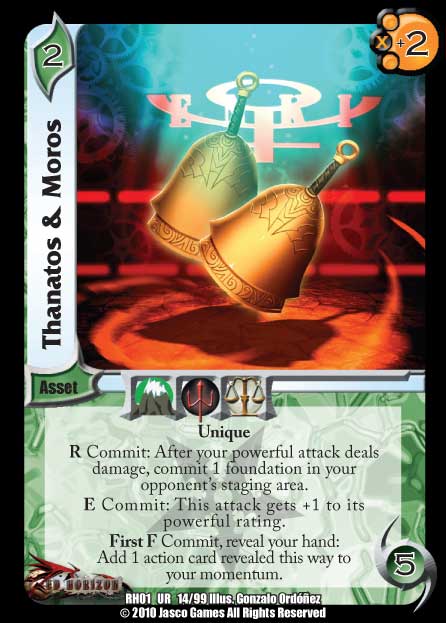 2
X +2
Thanatos & Moros
Asset
Unique
R Commit: After your powerful attack deals
damage, commit 1 foundation in your
opponent's staging area.
E Commit: This attack gets +1 to its
powerful rating.
First F Commit, reveal your hand:
Add 1 action card revealed this way to
your momentum.
5
RED HORIZON
RH01_UR 14/99 Illus. Gonzalo Ordóñez
© 2010 Jasco Games All Rights Reserved